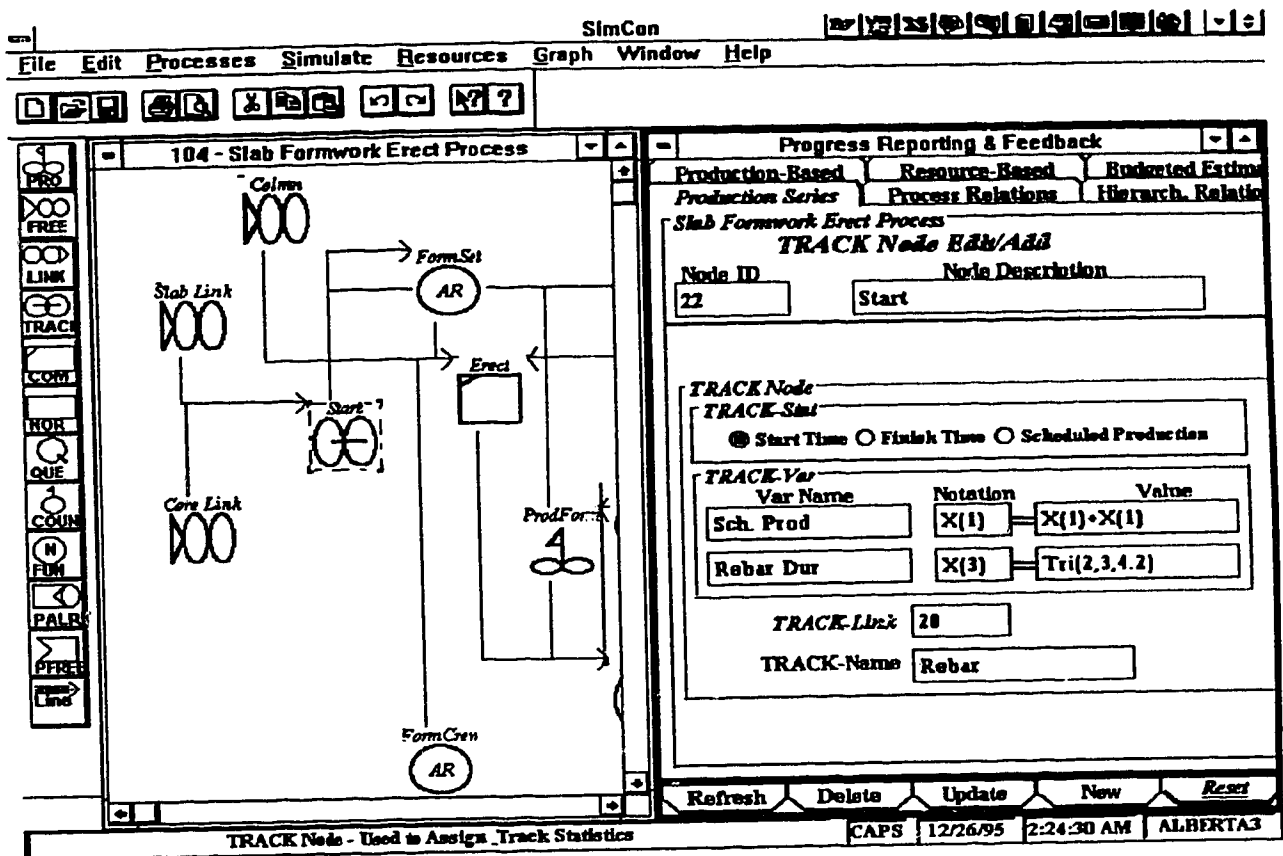 SimCon
File Edit Processes Simulate Resources Graph Window Help
PRO
FREE
LINK
TRACK
COM
NOR
QUE
COUN
FUN
PALR
PFREE
Line
104 - Slab Formwork Erect Process
Colmn
FormSet
AR
Slab Link
Erect
Start
Core Link
ProdFor...
FormCrew
AR
Progress Reporting & Feedback
Production-Based Resource-Based Budgeted Estima
Production Series Process Relations Hierarch. Relatio
Slab Formwork Erect Process
TRACK Node Edit/Add
Node ID Node Description
22 Start
TRACK Node
TRACK-Stat
Start Time Finish Time Scheduled Production
TRACK-Var
Var Name Notation Value
Sch. Prod X(1) = X(1)+X(1)
Rebar Dur X(3) = Tri(2,3,4.2)
TRACK-Link 20
TRACK-Name Rebar
Refresh Delete Update New Reset
TRACK Node - Used to Assign _Track Statistics CAPS 12/26/95 2:24:30 AM ALBERTA3